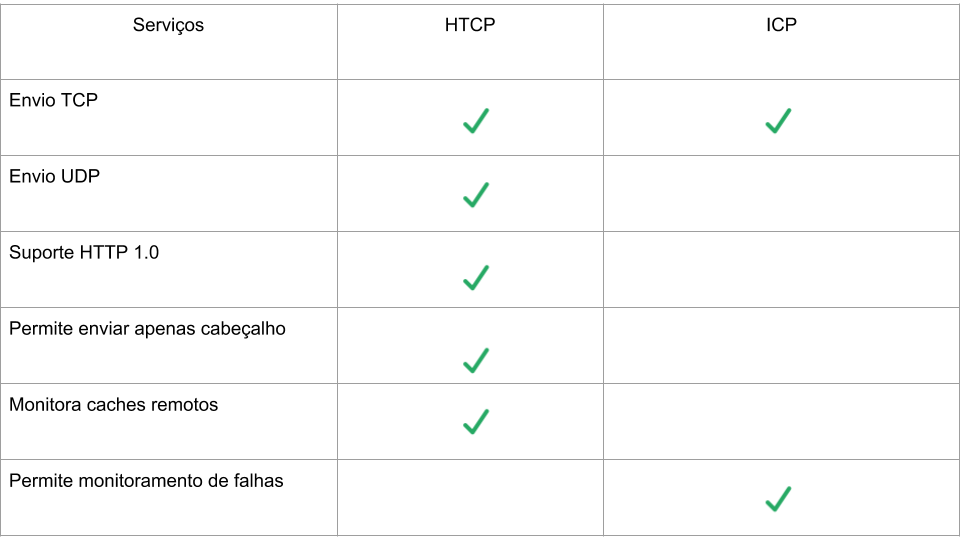 Serviços HTCP ICP
Envio TCP
Envio UDP
Suporte HTTP 1.0
Permite enviar apenas cabeçalho
Monitora caches remotos
Permite monitoramento de falhas